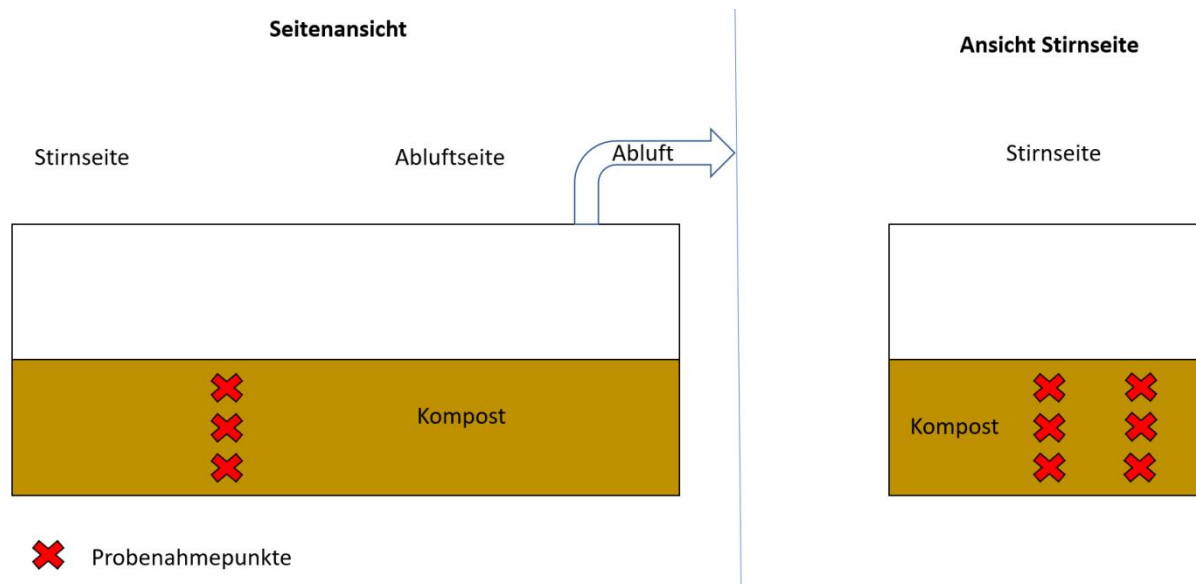 Seitenansicht
Ansicht Stirnseite
Stirnseite
Abluftseite
Abluft
Stirnseite
Kompost
Kompost
Probenahmepunkte